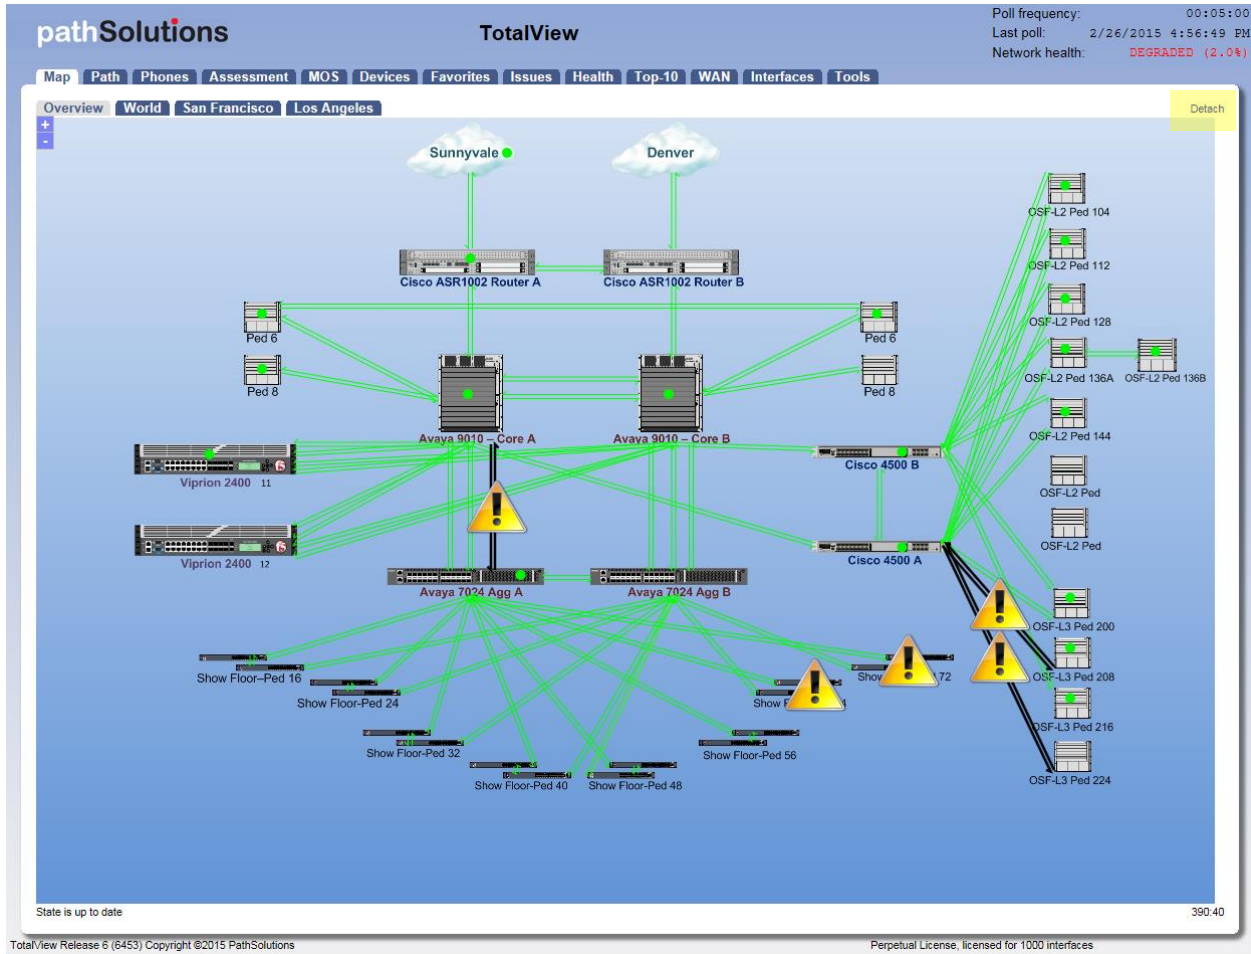 pathSolutions
TotalView
Poll frequency: 00:05:00
Last poll: 2/26/2015 4:56:49 PM
Network health: DEGRADED (2.0%)
Map Path Phones Assessment MOS Devices Favorites Issues Health Top-10 WAN Interfaces Tools
Overview World San Francisco Los Angeles
Detach
+
-
Sunnyvale
Denver
OSF-L2 Ped 104
OSF-L2 Ped 112
Cisco ASR1002 Router A
Cisco ASR1002 Router B
OSF-L2 Ped 128
Ped 6
Ped 6
OSF-L2 Ped 136A
OSF-L2 Ped 136B
Ped 8
Ped 8
Avaya 9010 – Core A
Avaya 9010 – Core B
OSF-L2 Ped 144
Cisco 4500 B
Viprion 2400 11
OSF-L2 Ped
OSF-L2 Ped
Viprion 2400 12
Cisco 4500 A
Avaya 7024 Agg A
Avaya 7024 Agg B
OSF-L3 Ped 200
Show Floor–Ped 16
72
OSF-L3 Ped 208
Show Floor-Ped 24
OSF-L3 Ped 216
Show Floor-Ped 32
Show Floor-Ped 56
OSF-L3 Ped 224
Show Floor-Ped 40
Show Floor-Ped 48
State is up to date
390:40
TotalView Release 6 (6453) Copyright ©2015 PathSolutions
Perpetual License, licensed for 1000 interfaces